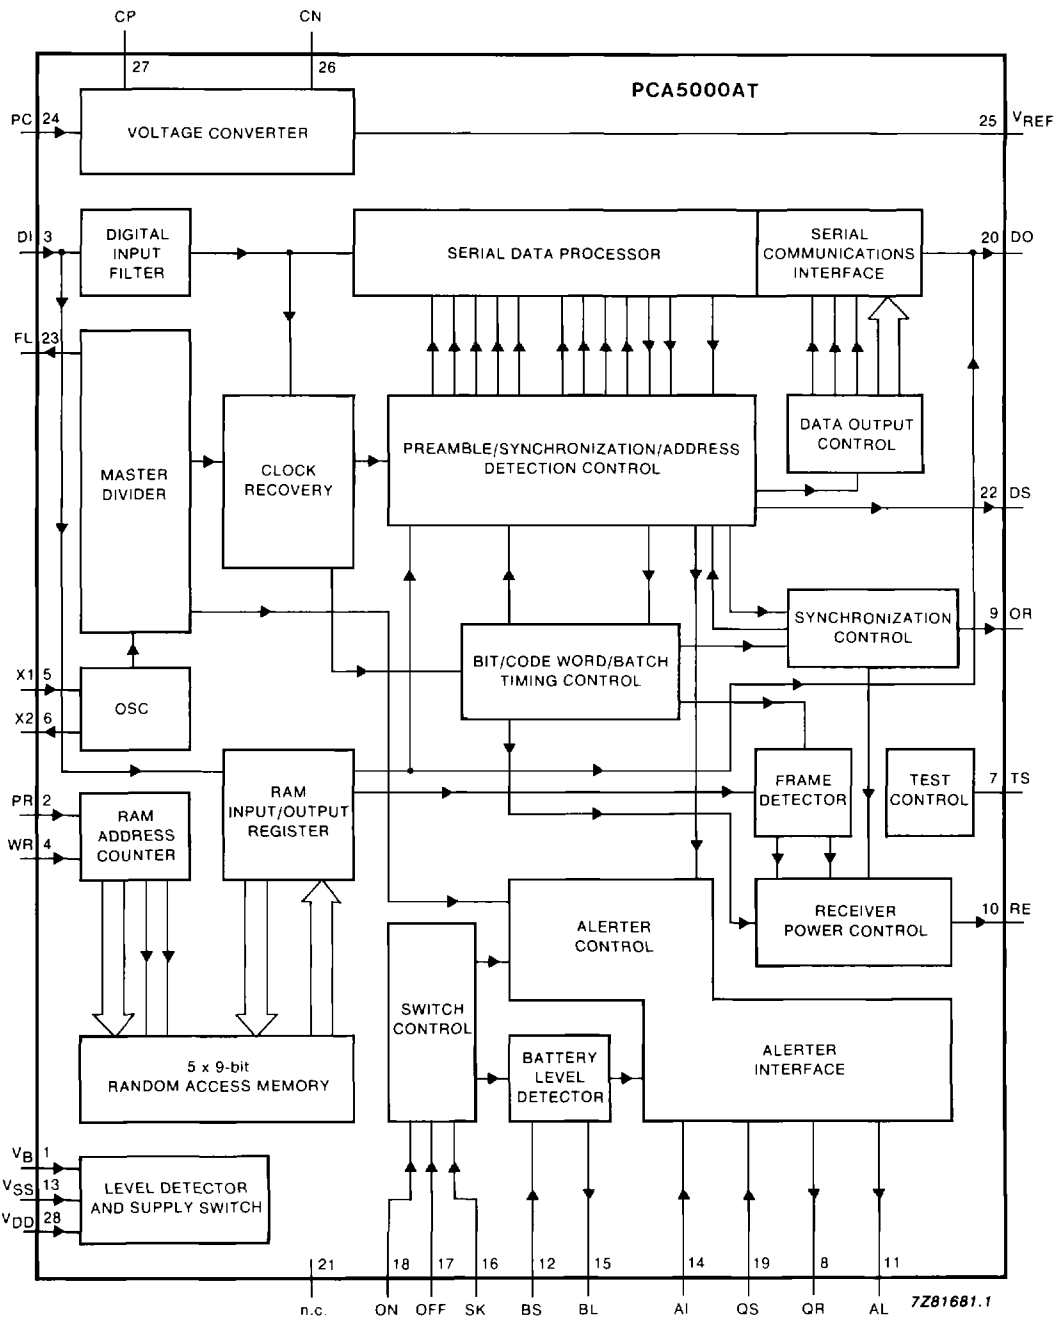 CP CN
27 26
PCA5000AT
PC 24
VOLTAGE CONVERTER
25 VREF
DI 3
DIGITAL
INPUT
FILTER
SERIAL DATA PROCESSOR
SERIAL
COMMUNICATIONS
INTERFACE
20 DO
FL 23
MASTER
DIVIDER
CLOCK
RECOVERY
PREAMBLE/SYNCHRONIZATION/ADDRESS
DETECTION CONTROL
DATA OUTPUT
CONTROL
22 DS
SYNCHRONIZATION
CONTROL
9 OR
BIT/CODE WORD/BATCH
TIMING CONTROL
X1 5
X2 6
OSC
PR 2
WR 4
RAM
ADDRESS
COUNTER
RAM
INPUT/OUTPUT
REGISTER
FRAME
DETECTOR
TEST
CONTROL
7 TS
ALERTER
CONTROL
RECEIVER
POWER CONTROL
10 RE
SWITCH
CONTROL
5 x 9-bit
RANDOM ACCESS MEMORY
BATTERY
LEVEL
DETECTOR
ALERTER
INTERFACE
VB 1
VSS 13
VDD 28
LEVEL DETECTOR
AND SUPPLY SWITCH
21 18 17 16 12 15 14 19 8 11
n.c. ON OFF SK BS BL AI QS QR AL
7Z81681.1